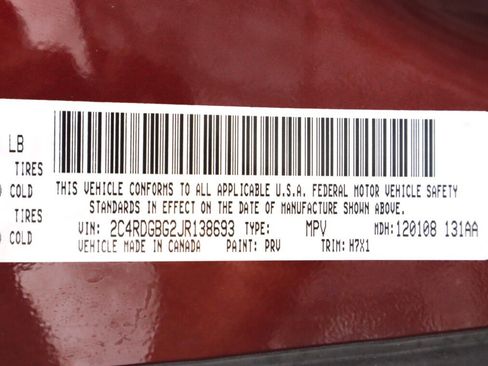 LB
TIRES
COLD
TIRES
COLD
THIS VEHICLE CONFORMS TO ALL APPLICABLE U.S.A. FEDERAL MOTOR VEHICLE SAFETY
STANDARDS IN EFFECT ON THE DATE OF MANUFACTURE SHOWN ABOVE.
VIN: 2C4RDGBG2JR138693 TYPE: MPV MDH: 120108 131AA
VEHICLE MADE IN CANADA PAINT: PRV TRIM: H7X1